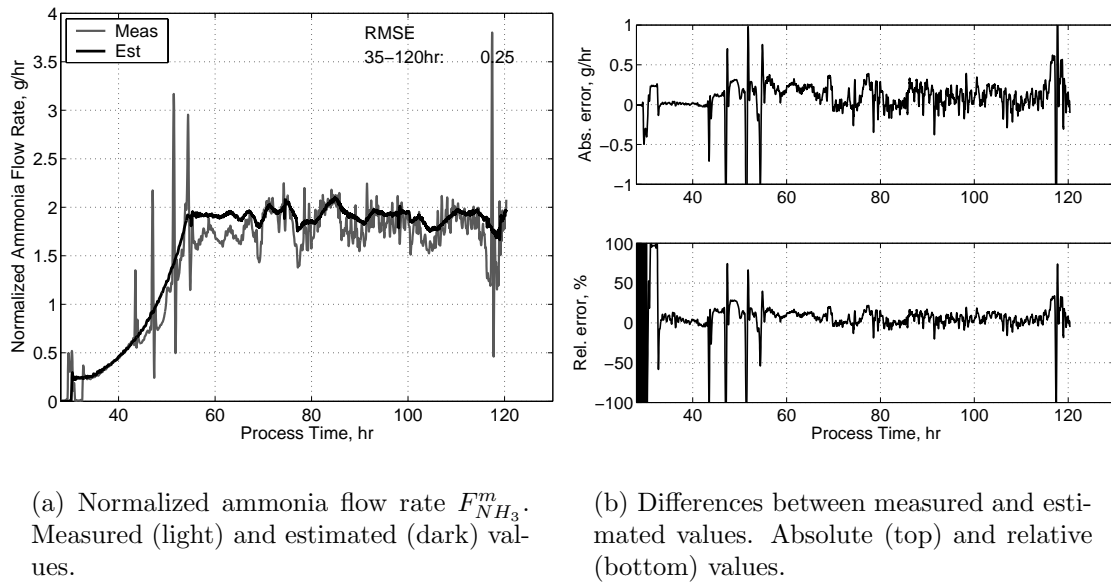 Meas
Est
RMSE
35−120hr: 0.25
Normalized Ammonia Flow Rate, g/hr
4
3.5
3
2.5
2
1.5
1
0.5
0
40 60 80 100 120
Process Time, hr
Abs. error, g/hr
1
0.5
0
−0.5
−1
40 60 80 100 120
Rel. error, %
100
50
0
−50
−100
40 60 80 100 120
Process Time, hr
(a) Normalized ammonia flow rate $F^m_{NH_3}$.
Measured (light) and estimated (dark) val-
ues.
(b) Differences between measured and esti-
mated values. Absolute (top) and relative
(bottom) values.